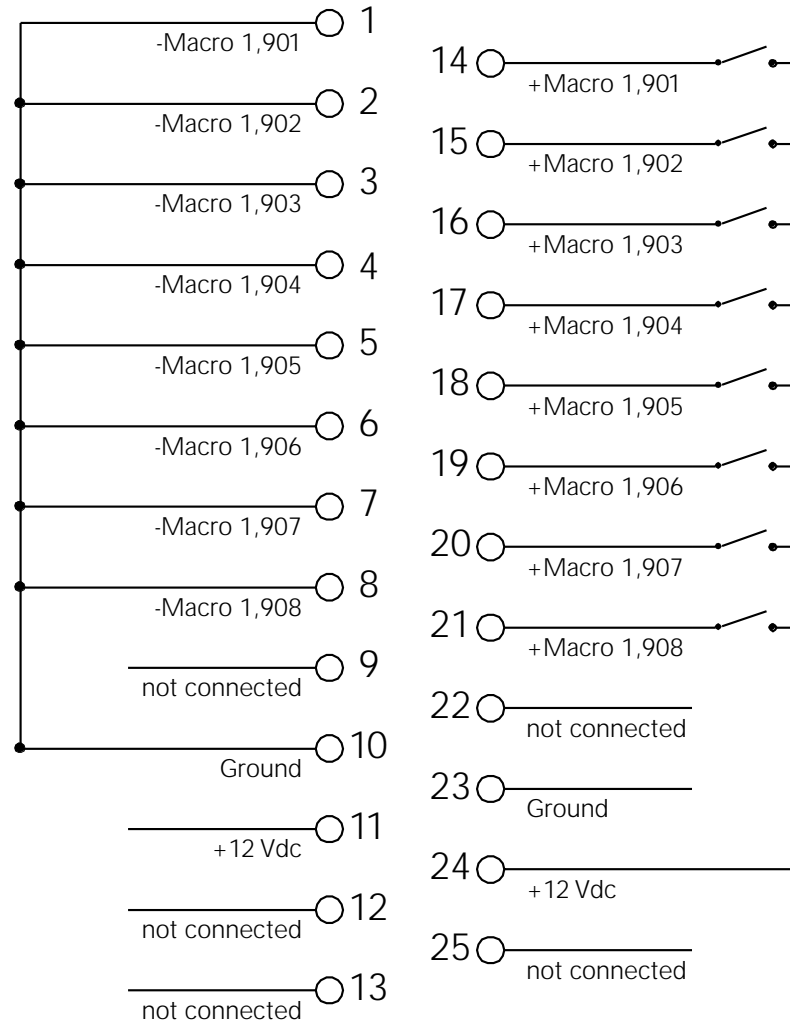 1
-Macro 1,901
2
-Macro 1,902
3
-Macro 1,903
4
-Macro 1,904
5
-Macro 1,905
6
-Macro 1,906
7
-Macro 1,907
8
-Macro 1,908
9
not connected
10
Ground
11
+12 Vdc
12
not connected
13
not connected
14
+Macro 1,901
15
+Macro 1,902
16
+Macro 1,903
17
+Macro 1,904
18
+Macro 1,905
19
+Macro 1,906
20
+Macro 1,907
21
+Macro 1,908
22
not connected
23
Ground
24
+12 Vdc
25
not connected